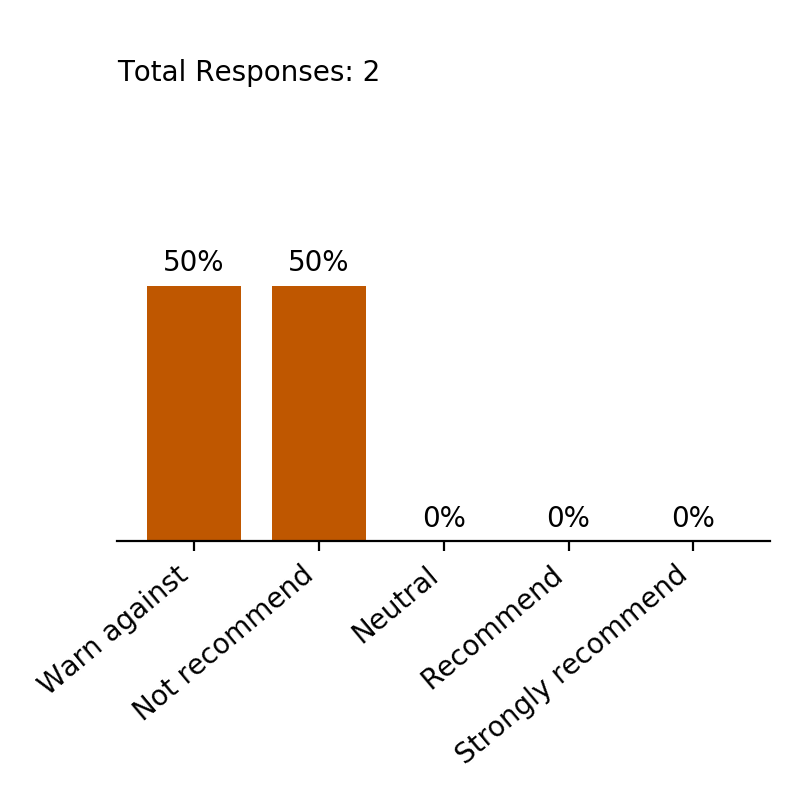 Total Responses: 2
50%
50%
0%
0%
0%
Warn against
Not recommend
Neutral
Recommend
Strongly recommend